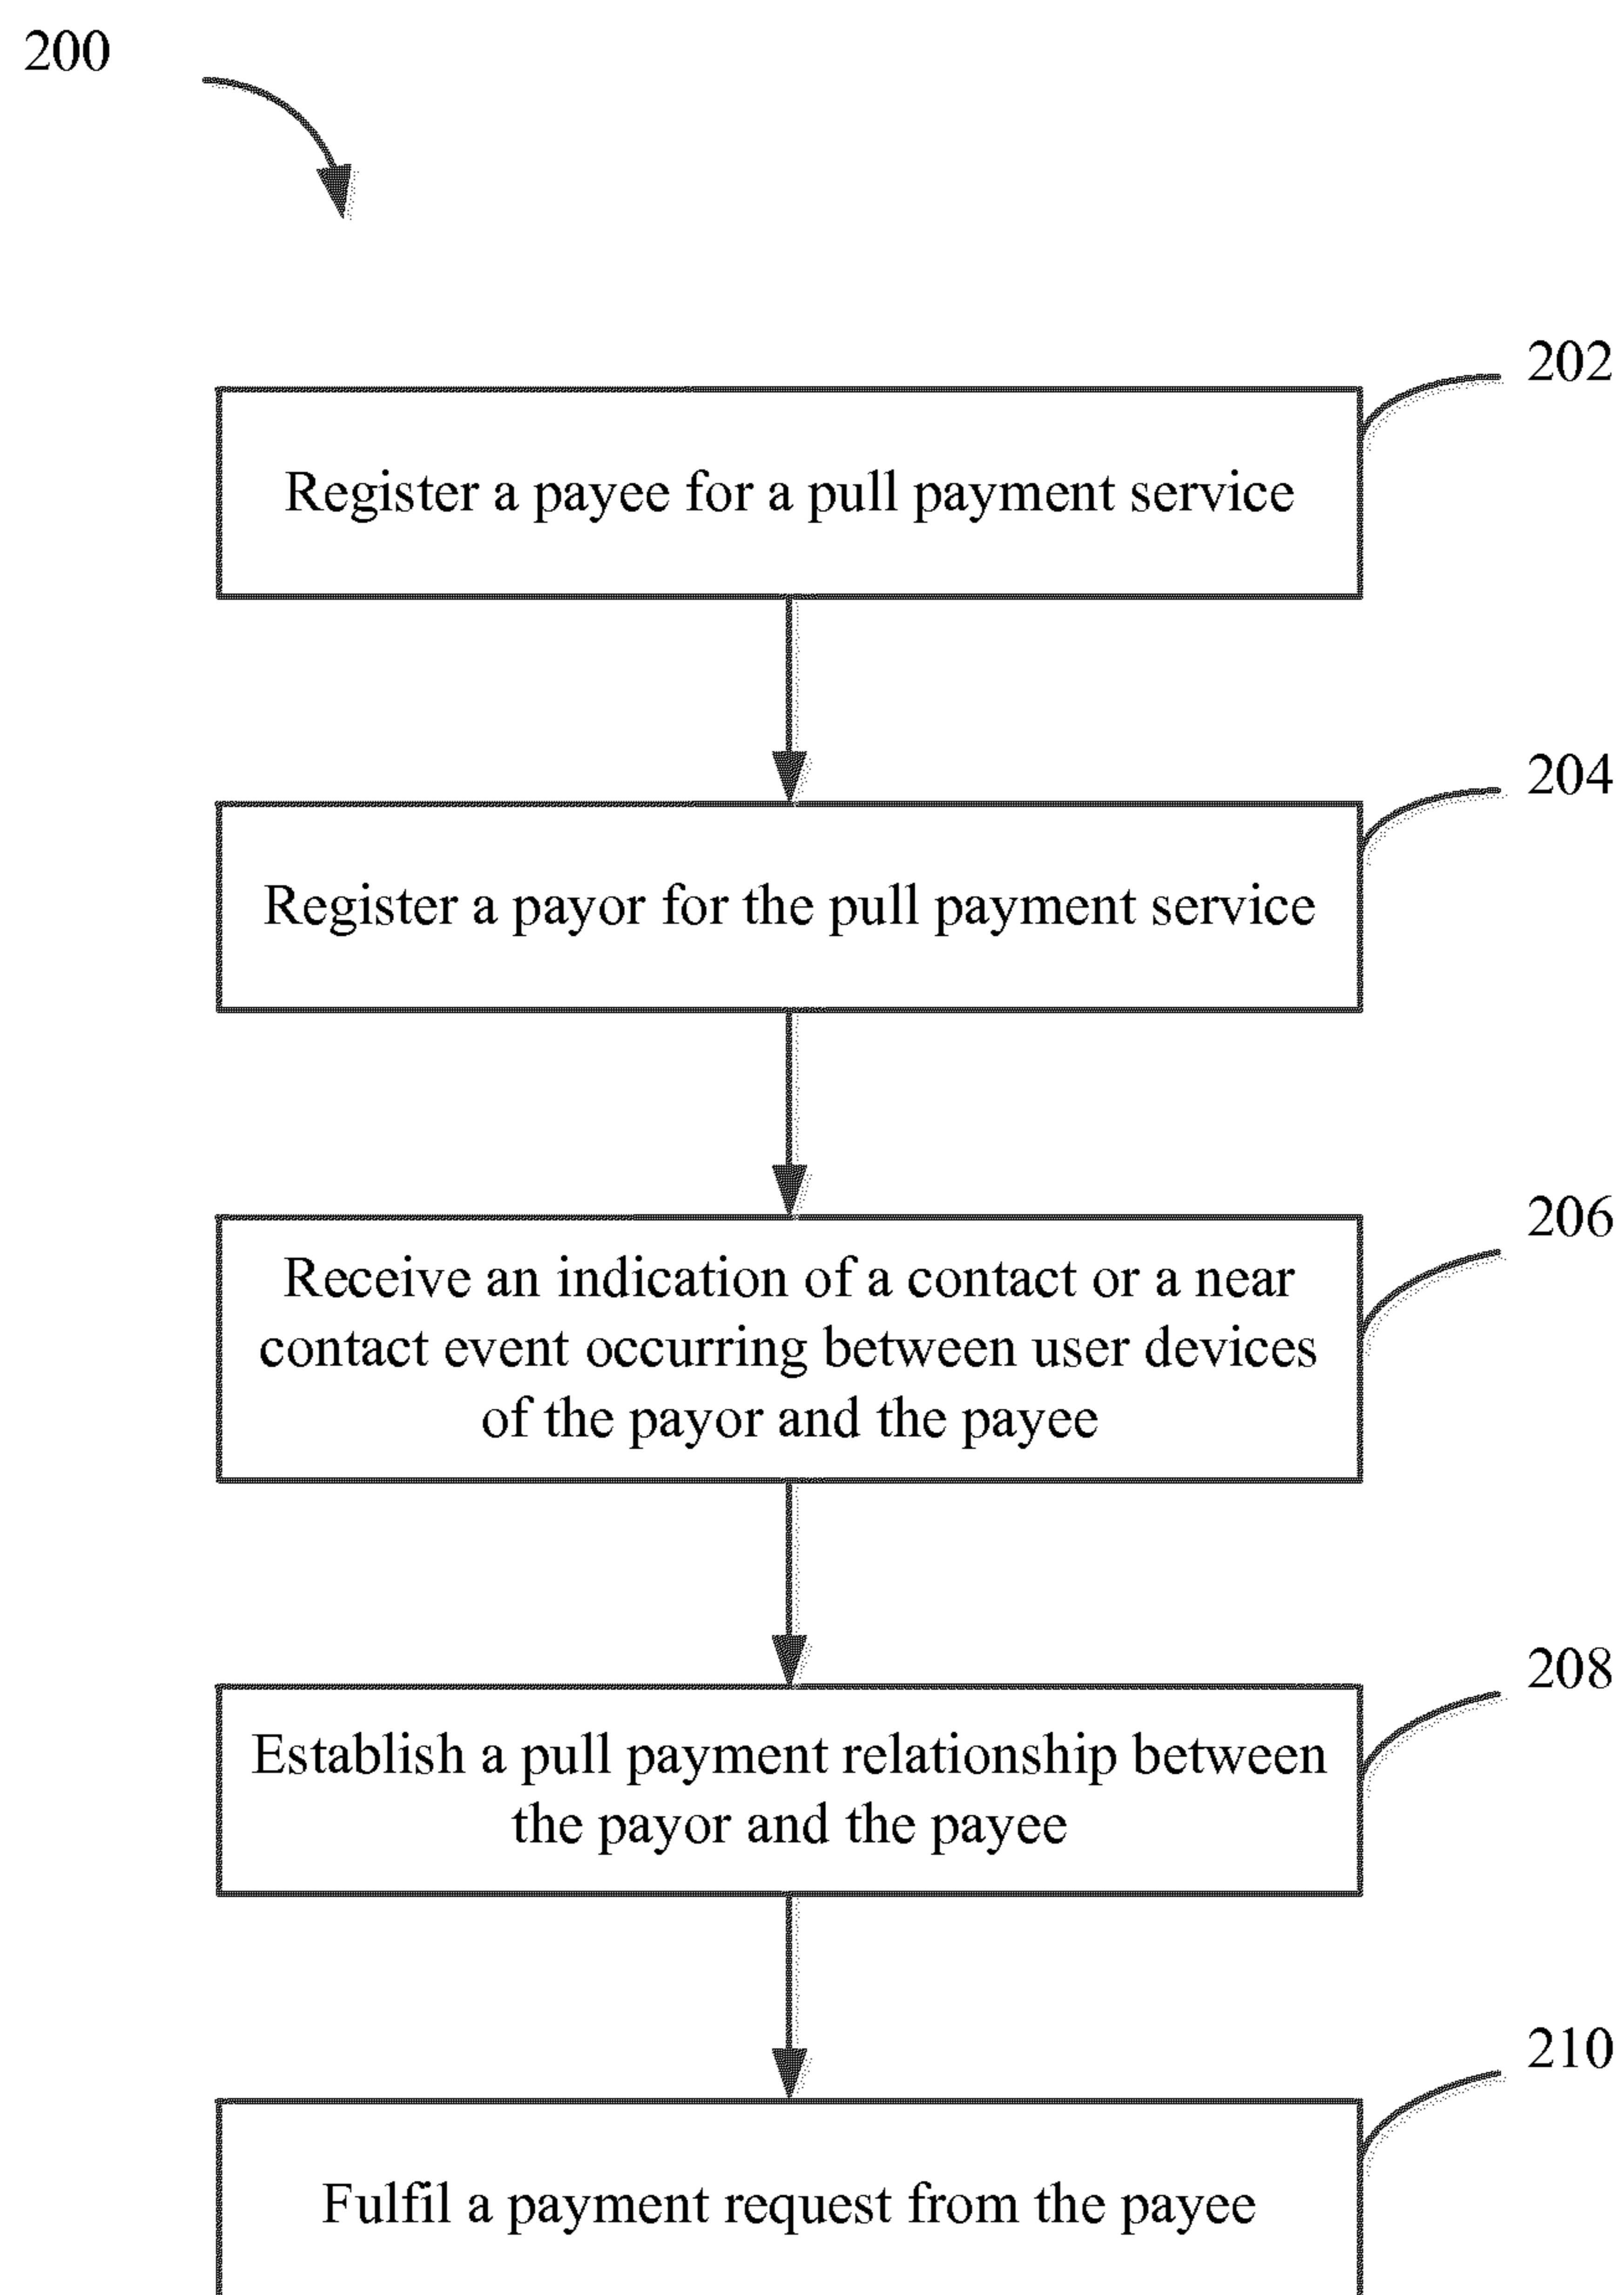 200
202
Register a payee for a pull payment service
204
Register a payor for the pull payment service
206
Receive an indication of a contact or a near
contact event occurring between user devices
of the payor and the payee
208
Establish a pull payment relationship between
the payor and the payee
210
Fulfil a payment request from the payee